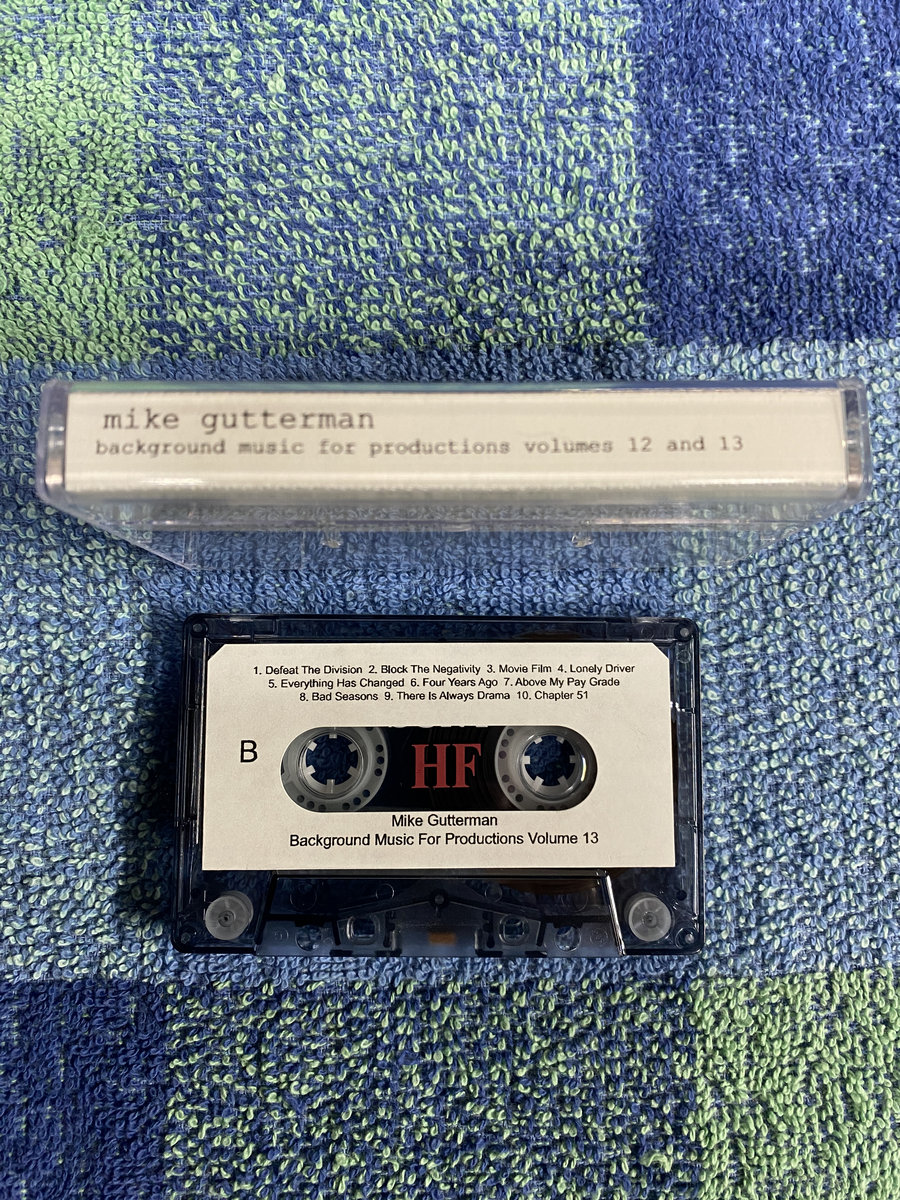 mike gutterman
background music for productions volumes 12 and 13
1. Defeat The Division 2. Block The Negativity 3. Movie Film 4. Lonely Driver
5. Everything Has Changed 6. Four Years Ago 7. Above My Pay Grade
8. Bad Seasons 9. There Is Always Drama 10. Chapter 51
B
HF
Mike Gutterman
Background Music For Productions Volume 13